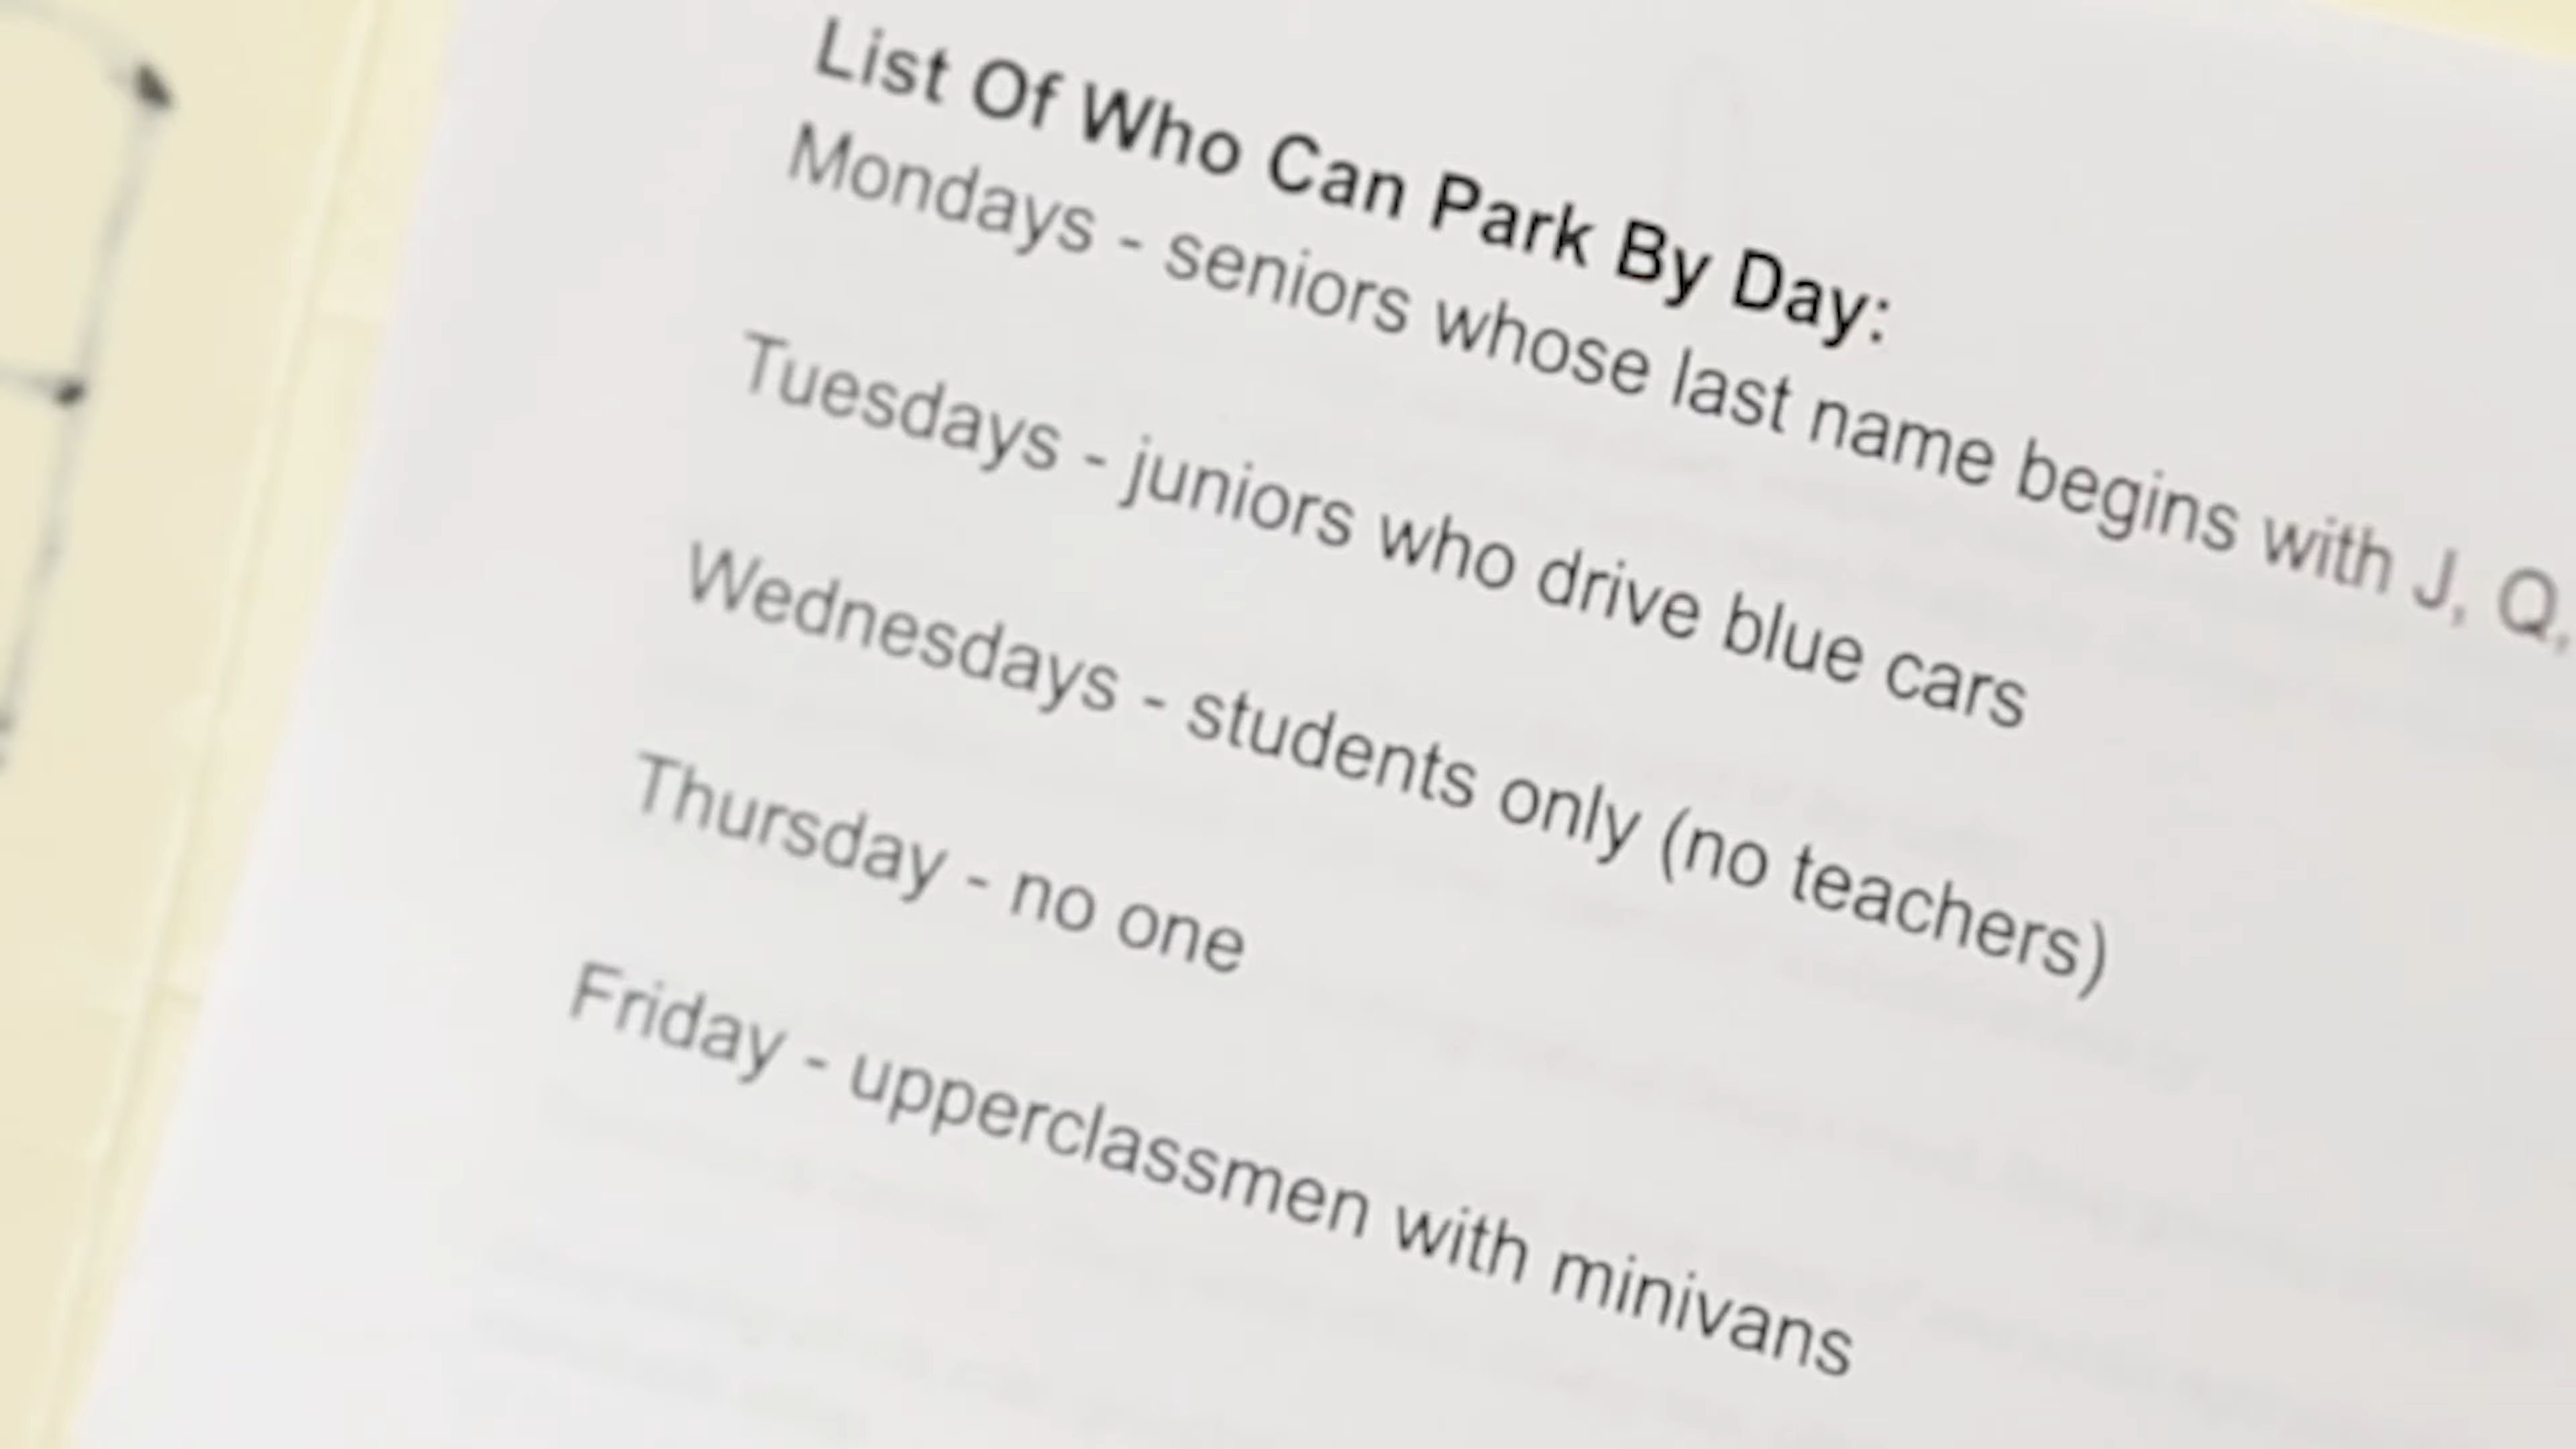 List Of Who Can Park By Day:
Mondays - seniors whose last name begins with J, Q,
Tuesdays - juniors who drive blue cars
Wednesdays - students only (no teachers)
Thursday - no one
Friday - upperclassmen with minivans